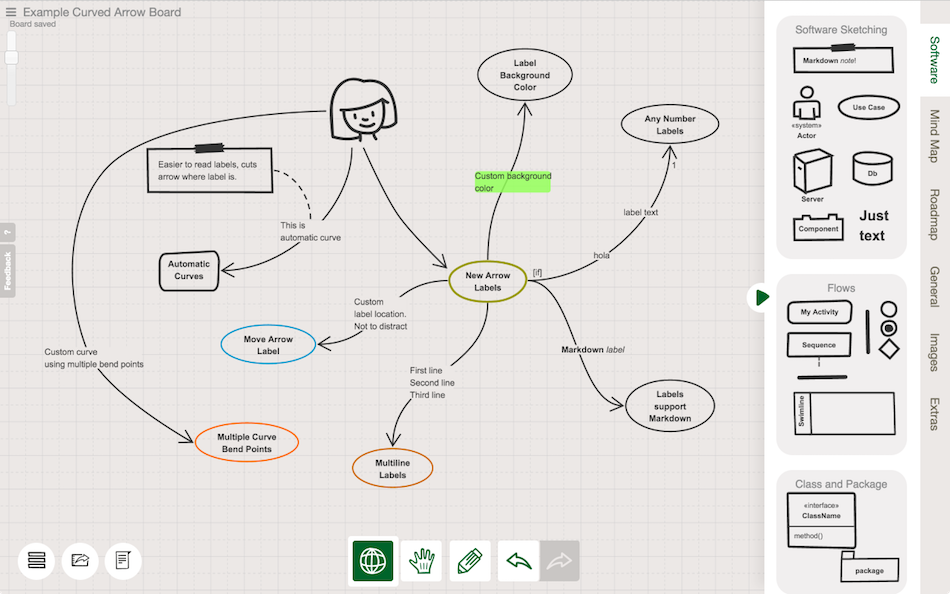 Example Curved Arrow Board
Board saved
Label
Background
Color
Any Number
Labels
1
Easier to read labels, cuts
arrow where label is.
Custom background
color
label text
This is
automatic curve
hola
Automatic
Curves
New Arrow
Labels
[if]
Custom
label location.
Not to distract
Move Arrow
Label
Custom curve
using multiple bend points
Markdown label
First line
Second line
Third line
Labels
support
Markdown
Multiple Curve
Bend Points
Multiline
Labels
?
Feedback
Software Sketching
Markdown note!
«system»
Actor
Use Case
Server
Db
Component
Just
text
Flows
My Activity
Sequence
Swimline
Class and Package
«interface»
ClassName
method()
package
Software
Mind Map
Roadmap
General
Images
Extras